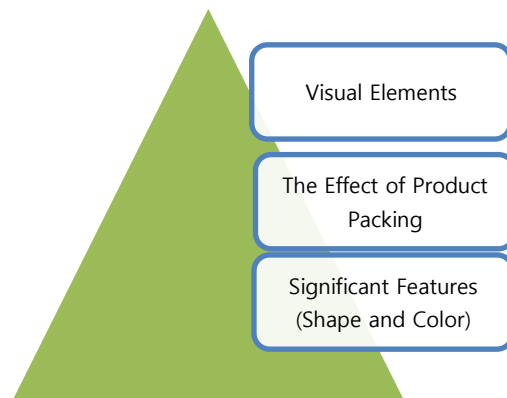 Visual Elements
The Effect of Product
Packing
Significant Features
(Shape and Color)